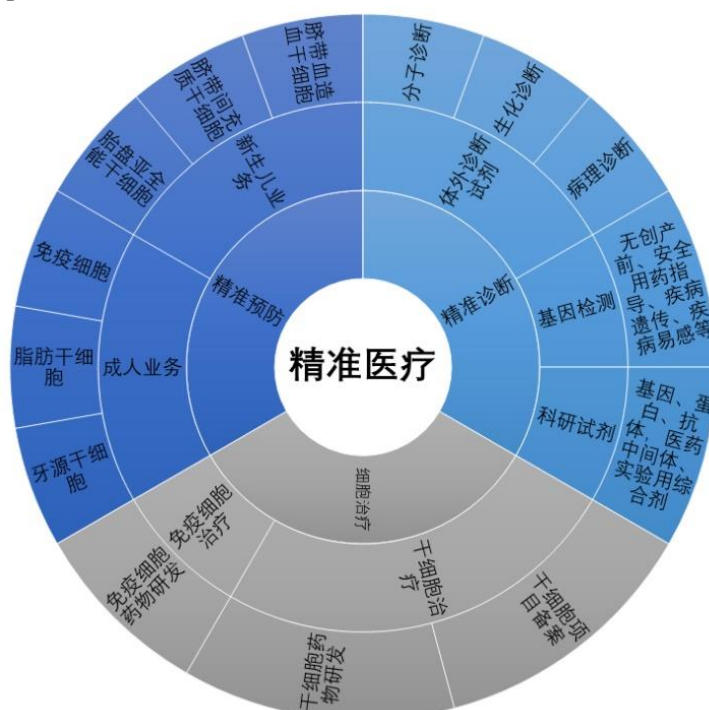 精准医疗
精准预防
新生儿业
务
脐带血造
血干细胞
脐带间充
质干细胞
胎盘亚全
能干细胞
成人业务
免疫细胞
脂肪干细
胞
牙源干细
胞
精准诊断
体外诊断
试剂
分子诊断
生化诊断
病理诊断
基因检测
无创产
前、安全
用药指
导、疾病
遗传、疾
病易感等
科研试剂
基因、蛋
白、抗
体，医药
中间体、
实验用综
合剂
细胞治疗
免疫细胞
治疗
免疫细胞
药物研发
干细胞治
疗
干细胞药
物研发
干细胞项
目备案